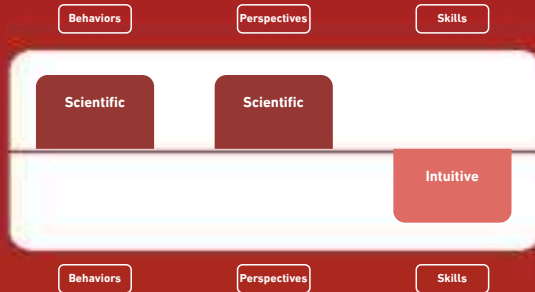 Behaviors
Perspectives
Skills
Scientific
Scientific
Intuitive
Behaviors
Perspectives
Skills